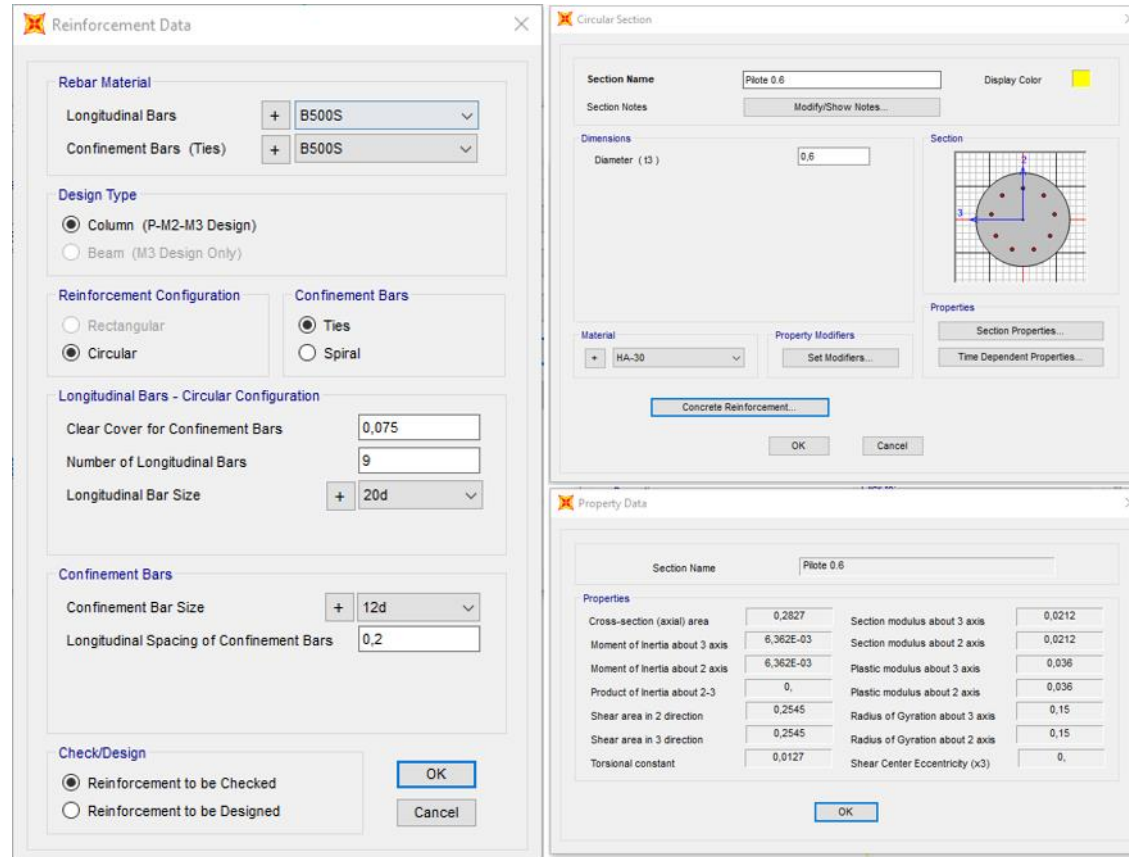 Reinforcement Data
Rebar Material
Longitudinal Bars + B500S
Confinement Bars (Ties) + B500S
Design Type
Column (P-M2-M3 Design)
Beam (M3 Design Only)
Reinforcement Configuration
Rectangular
Circular
Confinement Bars
Ties
Spiral
Longitudinal Bars - Circular Configuration
Clear Cover for Confinement Bars 0,075
Number of Longitudinal Bars 9
Longitudinal Bar Size + 20d
Confinement Bars
Confinement Bar Size + 12d
Longitudinal Spacing of Confinement Bars 0,2
Check/Design
Reinforcement to be Checked
Reinforcement to be Designed
OK
Cancel
Circular Section
Section Name Pilote 0.6 Display Color
Section Notes Modify/Show Notes...
Dimensions
Diameter ( t3 ) 0,6
Section
2
3
Properties
Section Properties...
Time Dependent Properties...
Material
+ HA-30
Property Modifiers
Set Modifiers...
Concrete Reinforcement...
OK Cancel
Property Data
Section Name Pilote 0.6
Properties
Cross-section (axial) area 0,2827 Section modulus about 3 axis 0,0212
Moment of Inertia about 3 axis 6,362E-03 Section modulus about 2 axis 0,0212
Moment of Inertia about 2 axis 6,362E-03 Plastic modulus about 3 axis 0,036
Product of Inertia about 2-3 0, Plastic modulus about 2 axis 0,036
Shear area in 2 direction 0,2545 Radius of Gyration about 3 axis 0,15
Shear area in 3 direction 0,2545 Radius of Gyration about 2 axis 0,15
Torsional constant 0,0127 Shear Center Eccentricity (x3) 0,
OK